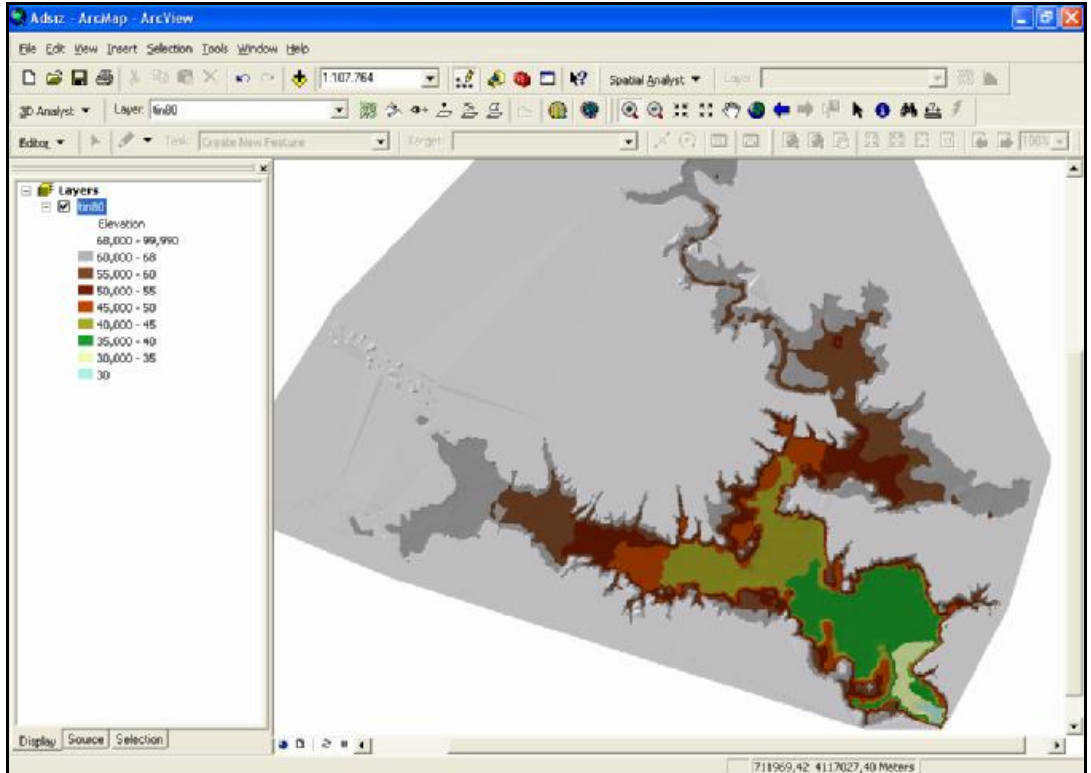 Adsız - ArcMap - ArcView
File Edit View Insert Selection Tools Window Help
1:107.764
Spatial Analyst
Layer:
3D Analyst
Layer: tin80
Editor
Task: Create New Feature
Target:
100%
Layers
tin80
Elevation
68,000 - 99,990
60,000 - 68
55,000 - 60
50,000 - 55
45,000 - 50
40,000 - 45
35,000 - 40
30,000 - 35
30
Display Source Selection
711969,42 4117027,40 Meters